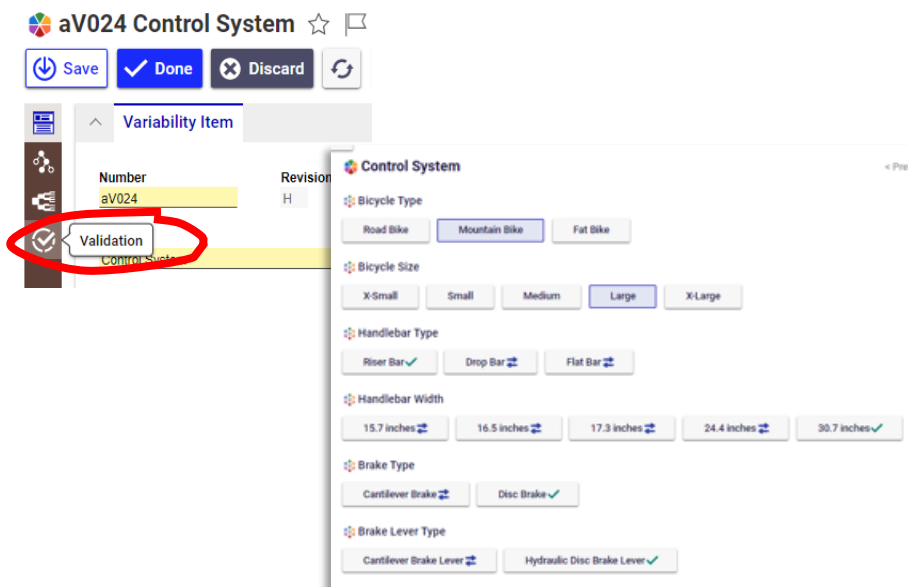 aV024 Control System
Save Done Discard
Variability Item
Number Revision
aV024 H
Validation
Control System
Control System < Pre
Bicycle Type
Road Bike Mountain Bike Fat Bike
Bicycle Size
X-Small Small Medium Large X-Large
Handlebar Type
Riser Bar Drop Bar Flat Bar
Handlebar Width
15.7 inches 16.5 inches 17.3 inches 24.4 inches 30.7 inches
Brake Type
Cantilever Brake Disc Brake
Brake Lever Type
Cantilever Brake Lever Hydraulic Disc Brake Lever